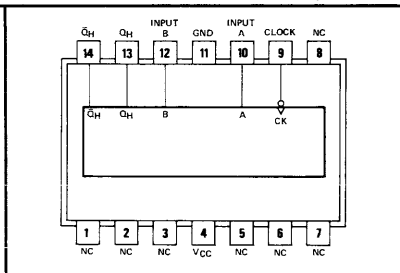 INPUT INPUT
Q̄H QH B GND A CLOCK NC
14 13 12 11 10 9 8
Q̄H QH B A CK
1 2 3 4 5 6 7
NC NC NC VCC NC NC NC